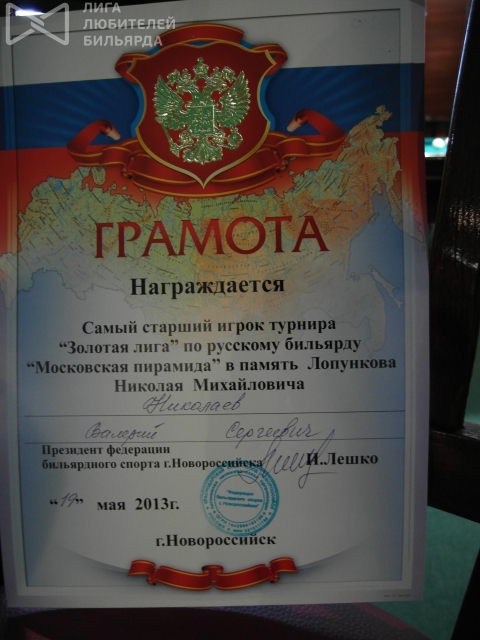 ЛИГА
ЛЮБИТЕЛЕЙ
БИЛЬЯРДА
ГРАМОТА
Награждается
Самый старший игрок турнира
“Золотая лига” по русскому бильярду
“Московская пирамида” в память Лопункова
Николая Михайловича
Николаев
Валерий Сергеевич
Президент федерации
бильярдного спорта г.Новороссийска И.Лешко
“19” мая 2013г.
г.Новороссийск